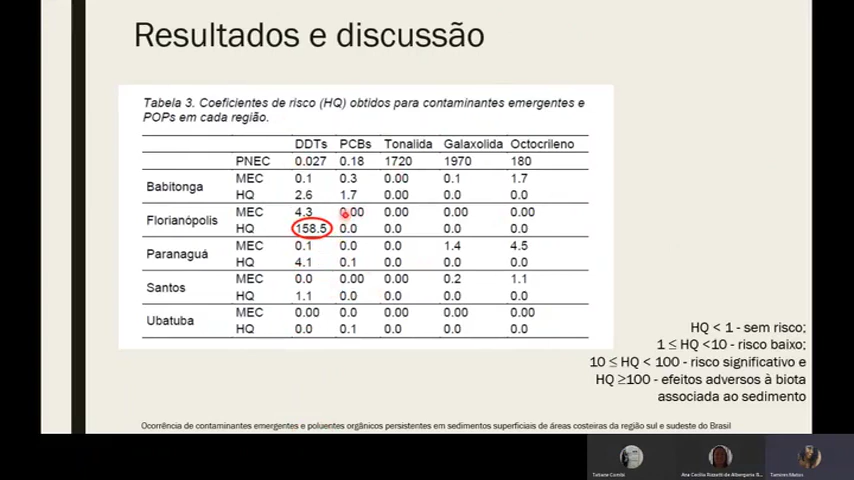 Resultados e discussão
Tabela 3. Coeficientes de risco (HQ) obtidos para contaminantes emergentes e
POPs em cada região.
DDTs PCBs Tonalida Galaxolida Octocrileno
PNEC 0.027 0.18 1720 1970 180
Babitonga MEC 0.1 0.3 0.00 0.1 1.7
HQ 2.6 1.7 0.0 0.0 0.0
Florianópolis MEC 4.3 0.00 0.00 0.00 0.00
HQ 158.5 0.0 0.0 0.0 0.0
Paranaguá MEC 0.1 0.0 0.0 1.4 4.5
HQ 4.1 0.1 0.0 0.0 0.0
Santos MEC 0.0 0.00 0.00 0.2 1.1
HQ 1.1 0.0 0.0 0.0 0.0
Ubatuba MEC 0.00 0.0 0.00 0.00 0.00
HQ 0.0 0.1 0.0 0.0 0.0
HQ < 1 - sem risco;
1 ≤ HQ <10 - risco baixo;
10 ≤ HQ < 100 - risco significativo e
HQ ≥100 - efeitos adversos à biota
associada ao sedimento
Ocorrência de contaminantes emergentes e poluentes orgânicos persistentes em sedimentos superficiais de áreas costeiras da região sul e sudeste do Brasil
Tatiane Combi Ana Cecilia Rizzatti de Albergaria B... Tamires Matos